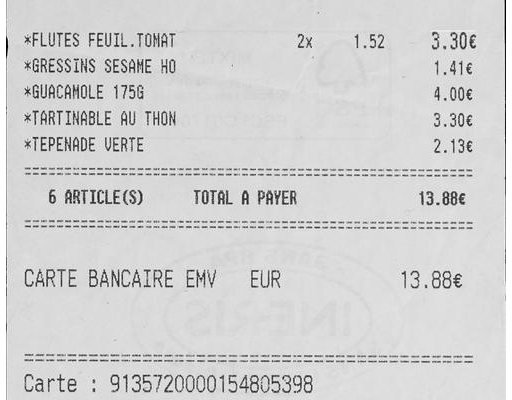 *FLUTES FEUIL.TOMAT 2x 1.52 3.30€
*GRESSINS SESAME HO 1.41€
*GUACAMOLE 175G 4.00€
*TARTINABLE AU THON 3.30€
*TEPENADE VERTE 2.13€
6 ARTICLE(S) TOTAL A PAYER 13.88€
CARTE BANCAIRE EMV EUR 13.88€
Carte : 9135720000154805398